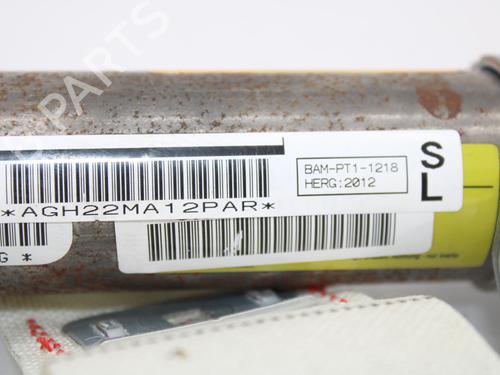 PARTS
BAM-PT1-1218
HERG:2012
S
L
*AGH22MA12PAR*
G *